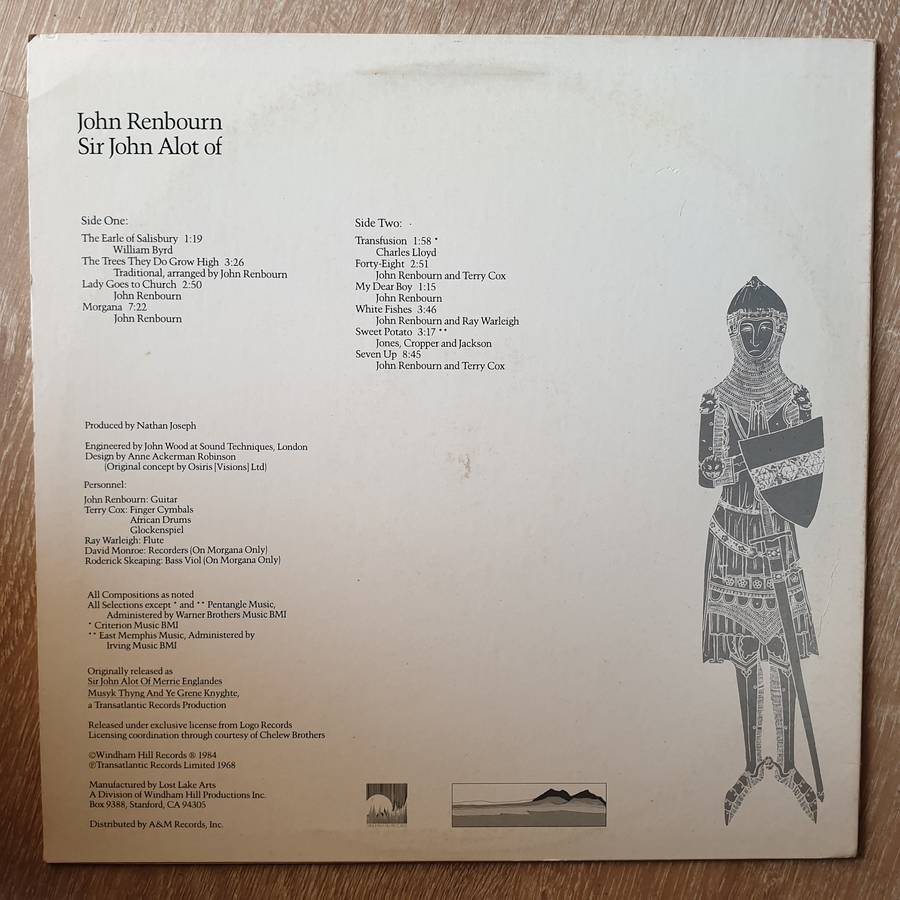 John Renbourn
Sir John Alot of
Side One:
The Earle of Salisbury 1:19
William Byrd
The Trees They Do Grow High 3:26
Traditional, arranged by John Renbourn
Lady Goes to Church 2:50
John Renbourn
Morgana 7:22
John Renbourn
Side Two:
Transfusion 1:58 *
Charles Lloyd
Forty-Eight 2:51
John Renbourn and Terry Cox
My Dear Boy 1:15
John Renbourn
White Fishes 3:46
John Renbourn and Ray Warleigh
Sweet Potato 3:17 **
Jones, Cropper and Jackson
Seven Up 8:45
John Renbourn and Terry Cox
Produced by Nathan Joseph
Engineered by John Wood at Sound Techniques, London
Design by Anne Ackerman Robinson
(Original concept by Osiris [Visions] Ltd)
Personnel:
John Renbourn: Guitar
Terry Cox: Finger Cymbals
African Drums
Glockenspiel
Ray Warleigh: Flute
David Monroe: Recorders (On Morgana Only)
Roderick Skeaping: Bass Viol (On Morgana Only)
All Compositions as noted
All Selections except * and ** Pentangle Music,
Administered by Warner Brothers Music BMI
* Criterion Music BMI
** East Memphis Music, Administered by
Irving Music BMI
Originally released as
Sir John Alot Of Merrie Englandes
Musyk Thyng And Ye Grene Knyghte,
a Transatlantic Records Production
Released under exclusive license from Logo Records
Licensing coordination through courtesy of Chelew Brothers
©Windham Hill Records ® 1984
℗Transatlantic Records Limited 1968
Manufactured by Lost Lake Arts
A Division of Windham Hill Productions Inc.
Box 9388, Stanford, CA 94305
Distributed by A&M Records, Inc.